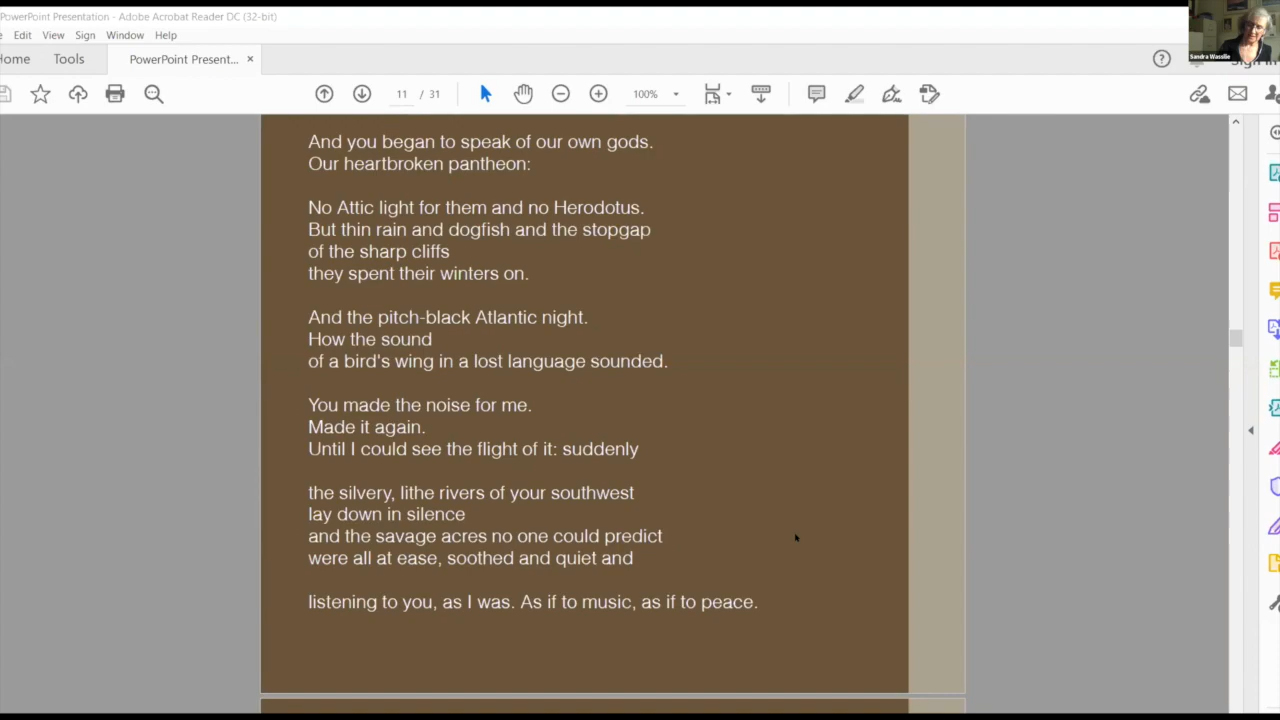 PowerPoint Presentation - Adobe Acrobat Reader DC (32-bit)
Edit View Sign Window Help
Tools PowerPoint Present... ×
11 / 31 100%
Sandra Wassilie
And you began to speak of our own gods.
Our heartbroken pantheon:
No Attic light for them and no Herodotus.
But thin rain and dogfish and the stopgap
of the sharp cliffs
they spent their winters on.
And the pitch-black Atlantic night.
How the sound
of a bird's wing in a lost language sounded.
You made the noise for me.
Made it again.
Until I could see the flight of it: suddenly
the silvery, lithe rivers of your southwest
lay down in silence
and the savage acres no one could predict
were all at ease, soothed and quiet and
listening to you, as I was. As if to music, as if to peace.